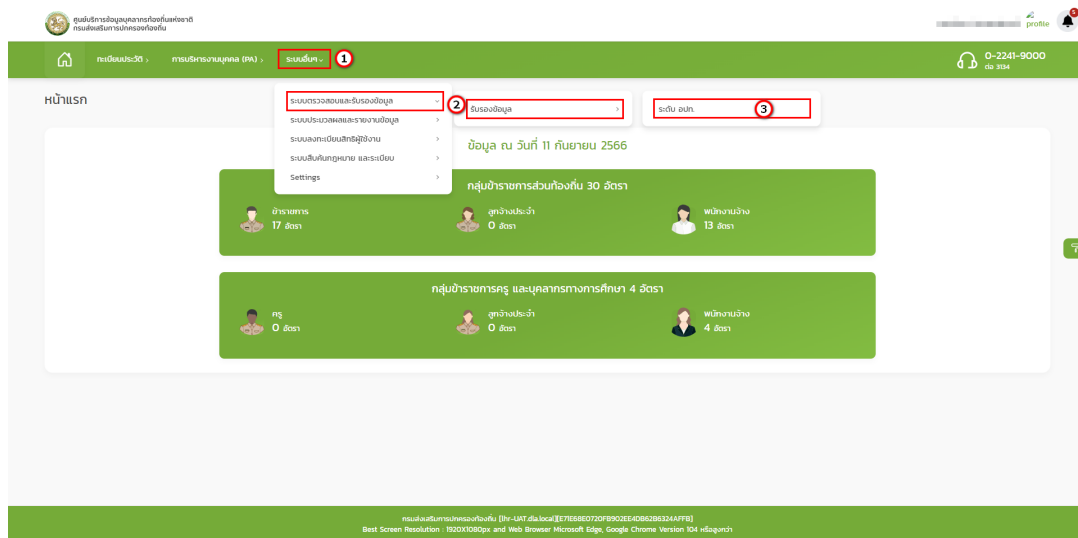 ศูนย์บริการข้อมูลบุคลากรท้องถิ่นแห่งชาติ
กรมส่งเสริมการปกครองท้องถิ่น
profile
5
ทะเบียนประวัติ
การบริหารงานบุคคล (PA)
ระบบอื่นๆ
1
0-2241-9000
ต่อ 3134
หน้าแรก
ระบบตรวจสอบและรับรองข้อมูล
2
รับรองข้อมูล
ระดับ อปท.
3
ระบบประมวลผลและรายงานข้อมูล
ระบบลงทะเบียนสิทธิผู้ใช้งาน
ระบบสืบค้นกฎหมาย และระเบียบ
Settings
ข้อมูล ณ วันที่ 11 กันยายน 2566
กลุ่มข้าราชการส่วนท้องถิ่น 30 อัตรา
ข้าราชการ
17 อัตรา
ลูกจ้างประจำ
0 อัตรา
พนักงานจ้าง
13 อัตรา
กลุ่มข้าราชการครู และบุคลากรทางการศึกษา 4 อัตรา
ครู
0 อัตรา
ลูกจ้างประจำ
0 อัตรา
พนักงานจ้าง
4 อัตรา
กรมส่งเสริมการปกครองท้องถิ่น [lhr-UAT.dla.local][E71E68E0720FB902EE4DB62B6324AFFB]
Best Screen Resolution : 1920X1080px and Web Browser Microsoft Edge, Google Chrome Version 104 หรือสูงกว่า